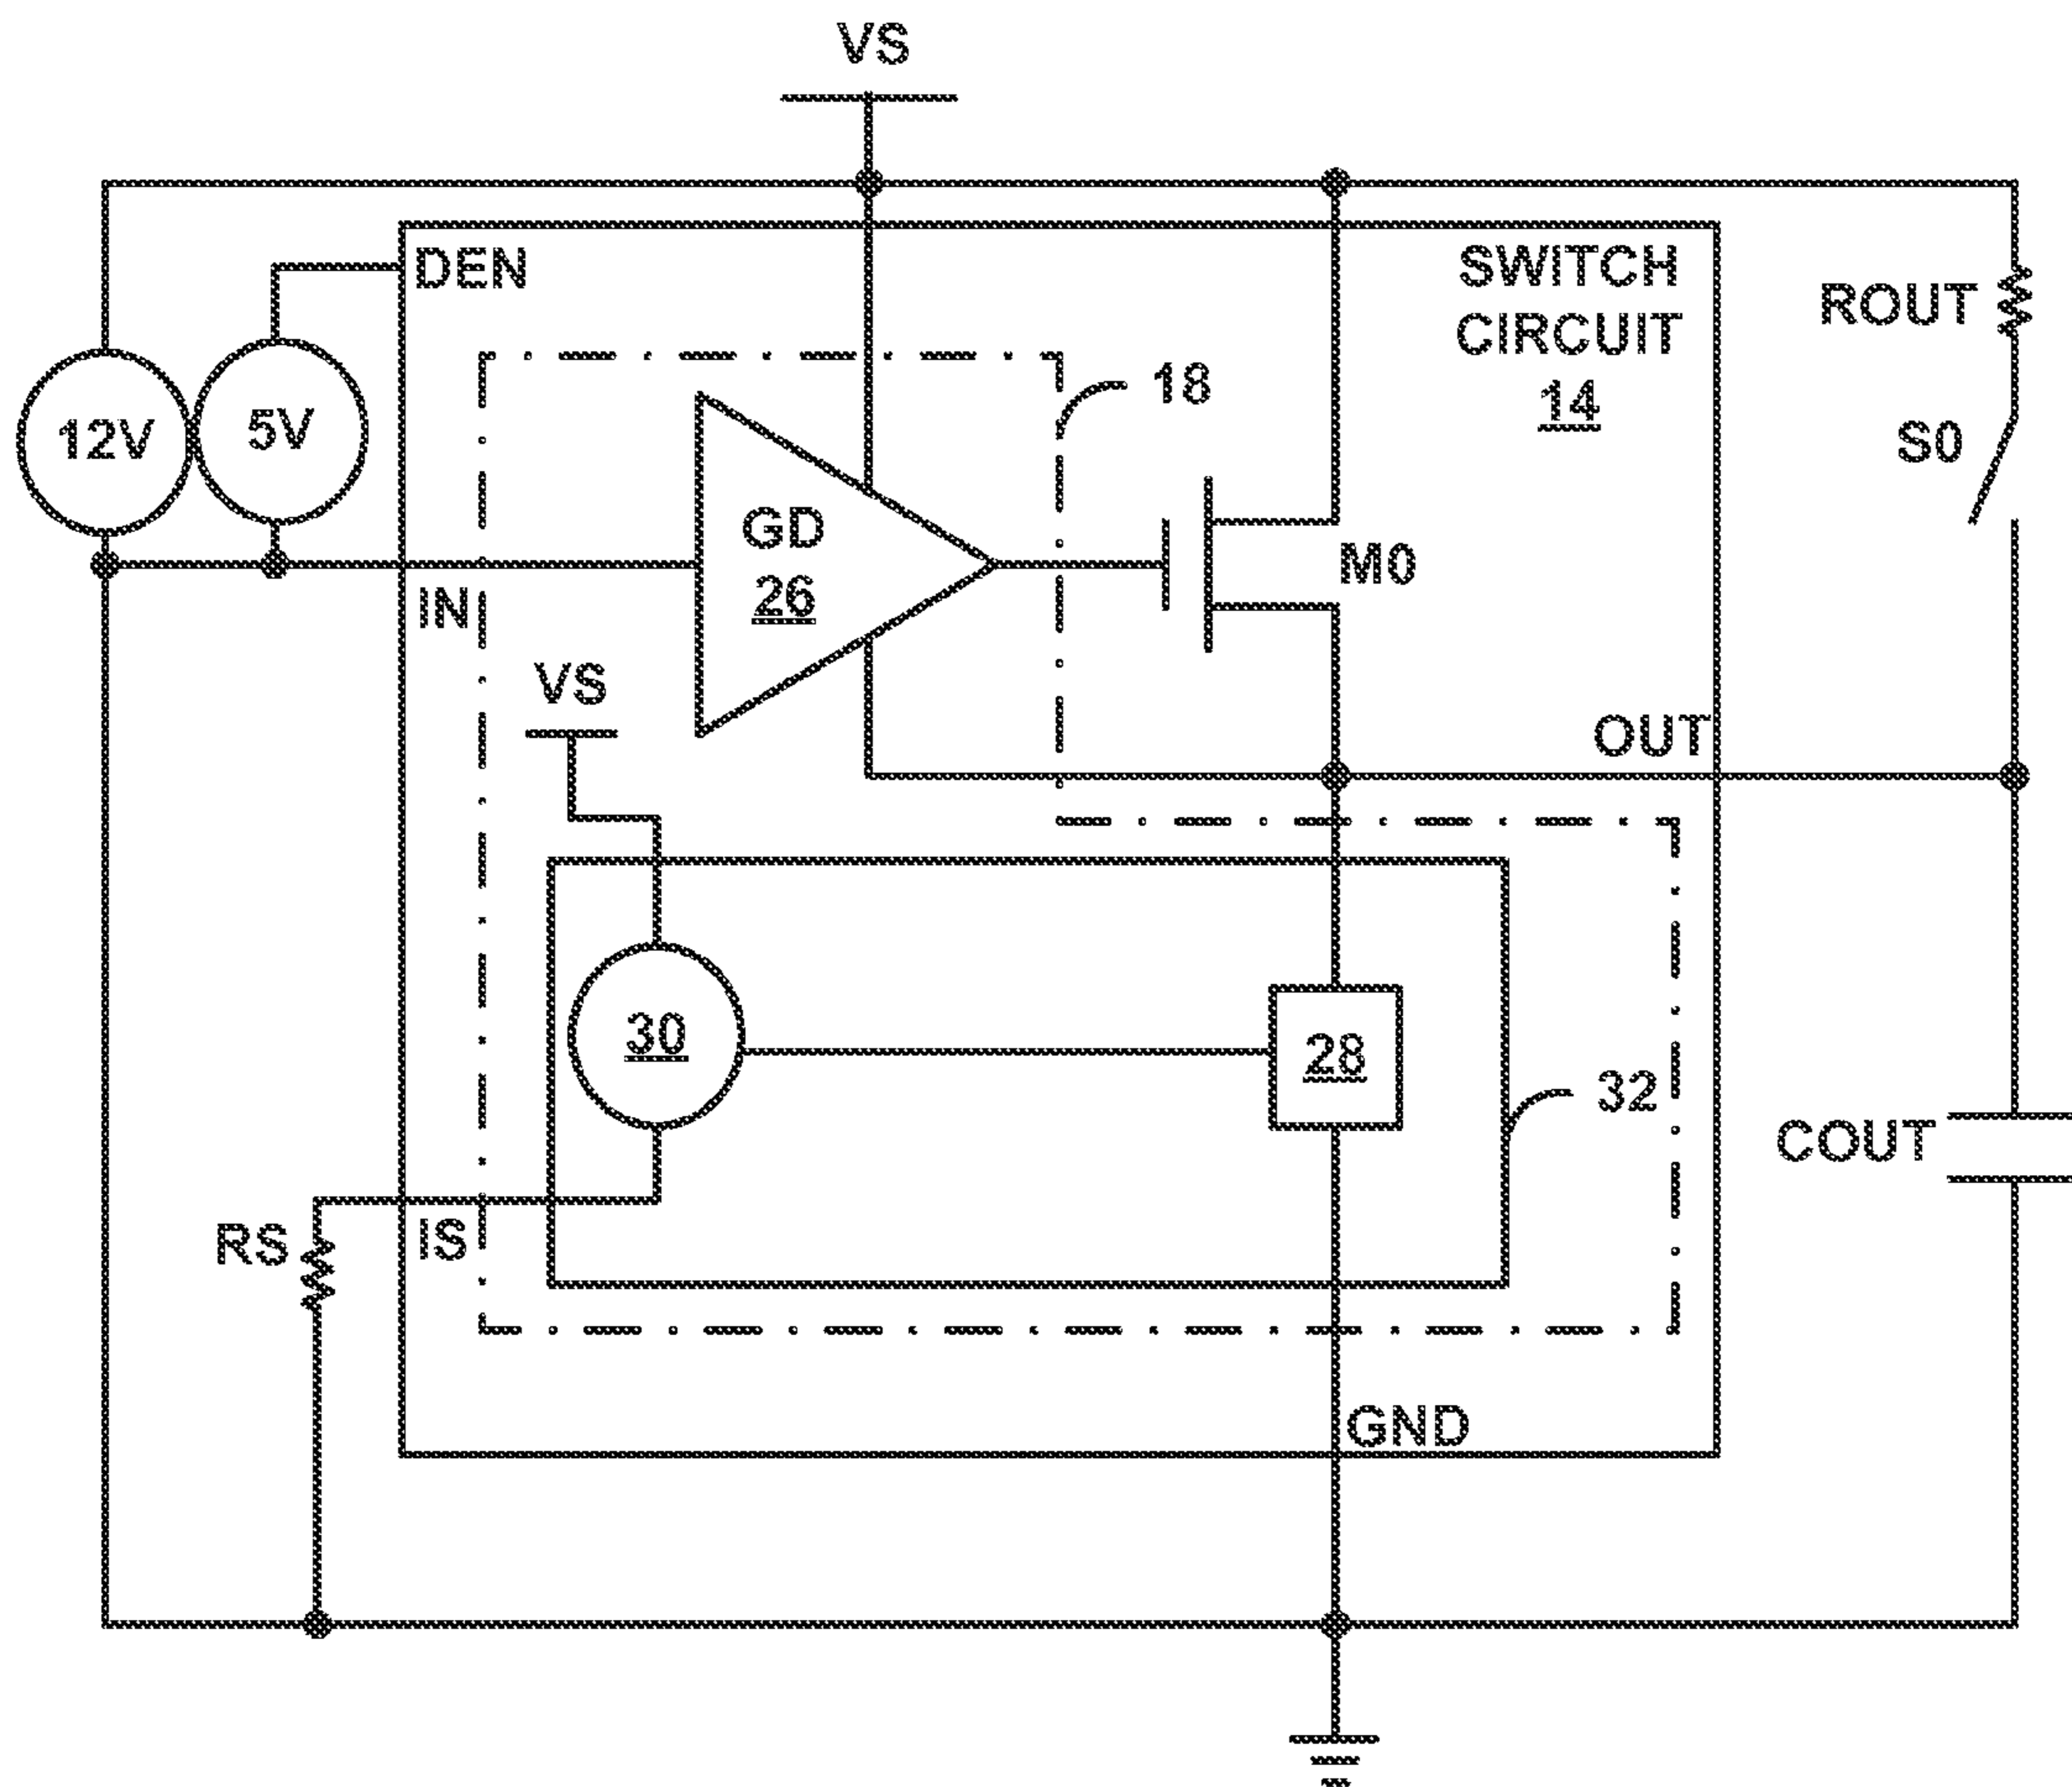 VS
DEN
SWITCH
CIRCUIT
14
ROUT
18
S0
12V
5V
GD
26
M0
IN
VS
OUT
30
28
32
COUT
RS
IS
GND